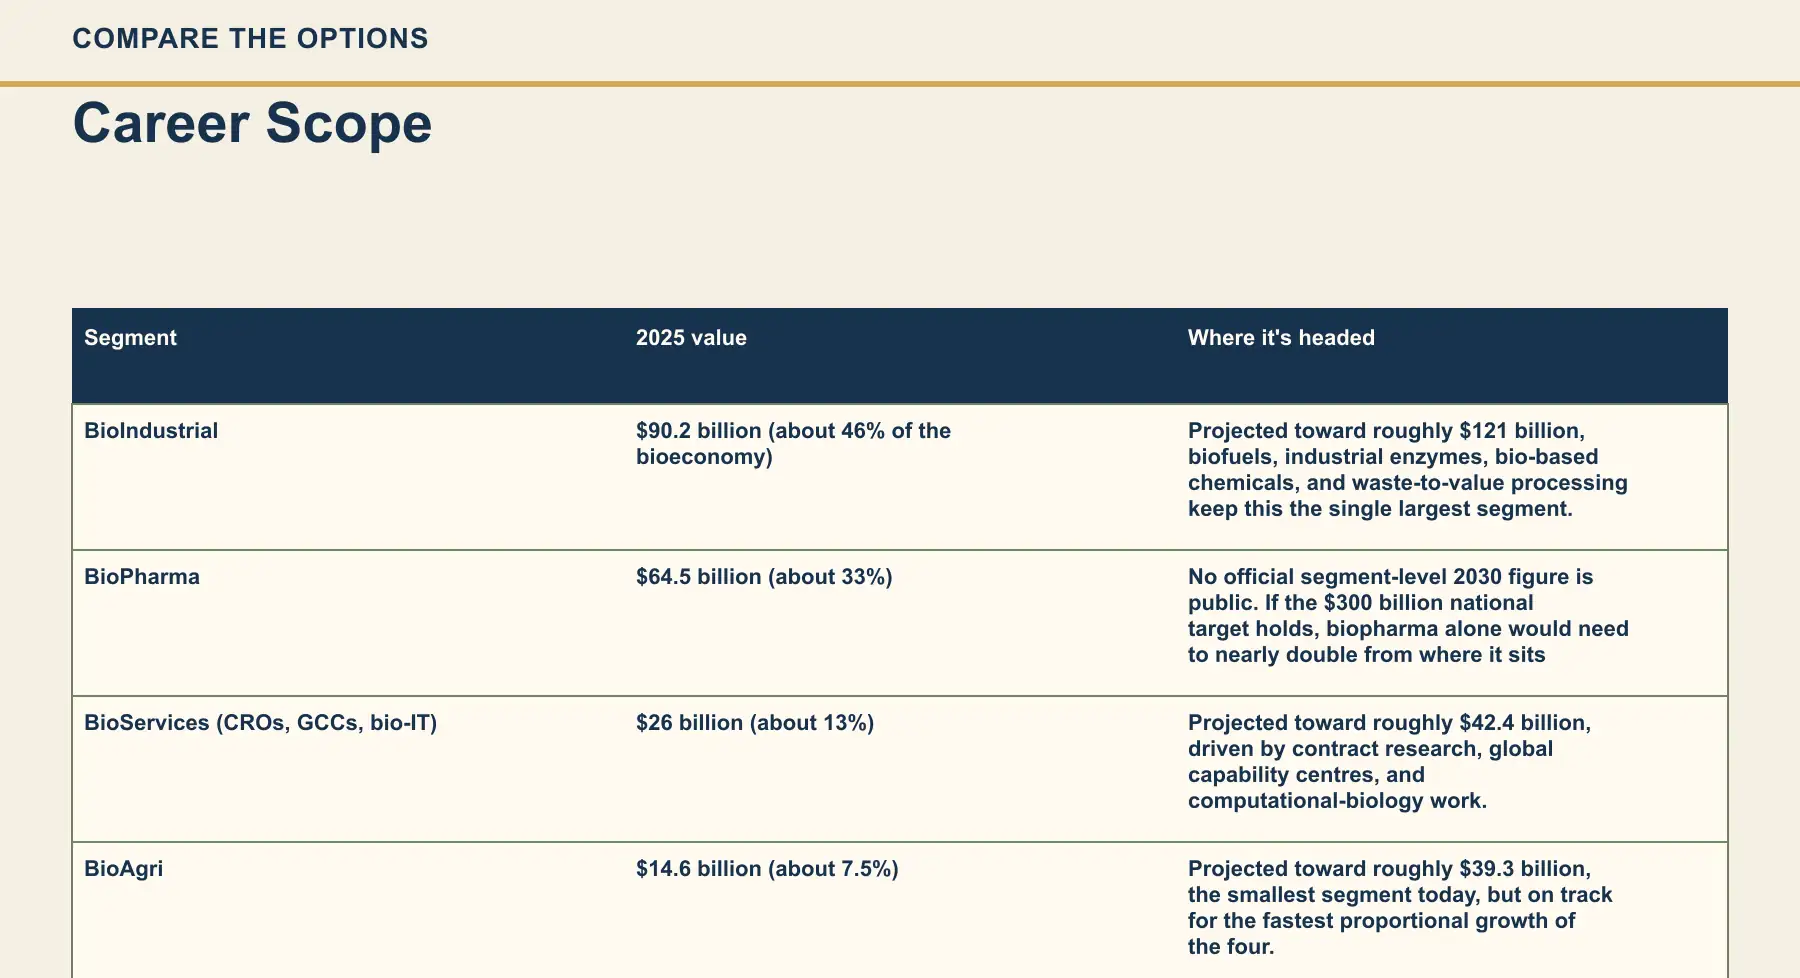 COMPARE THE OPTIONS
Career Scope
Segment
2025 value
Where it's headed
BioIndustrial
$90.2 billion (about 46% of the
bioeconomy)
Projected toward roughly $121 billion,
biofuels, industrial enzymes, bio-based
chemicals, and waste-to-value processing
keep this the single largest segment.
BioPharma
$64.5 billion (about 33%)
No official segment-level 2030 figure is
public. If the $300 billion national
target holds, biopharma alone would need
to nearly double from where it sits
BioServices (CROs, GCCs, bio-IT)
$26 billion (about 13%)
Projected toward roughly $42.4 billion,
driven by contract research, global
capability centres, and
computational-biology work.
BioAgri
$14.6 billion (about 7.5%)
Projected toward roughly $39.3 billion,
the smallest segment today, but on track
for the fastest proportional growth of
the four.